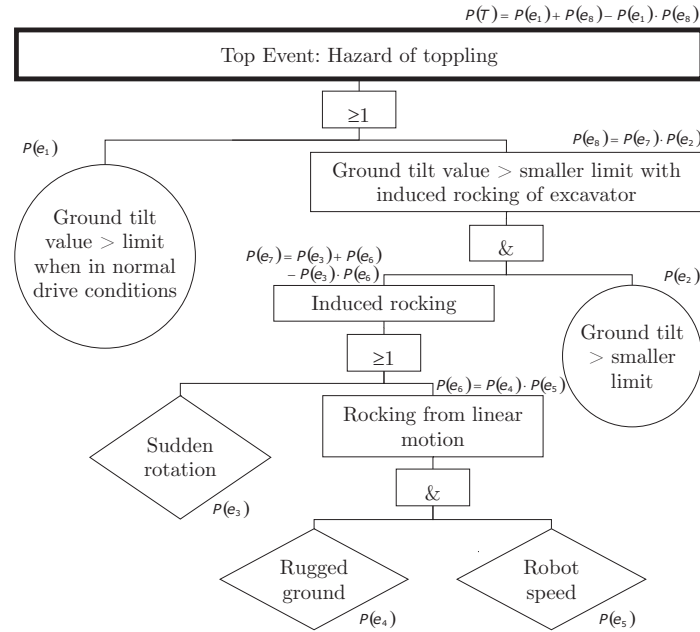 P(T) = P(e₁) + P(e₈) – P(e₁) · P(e₈)
Top Event: Hazard of toppling
≥1
P(e₁)
P(e₈) = P(e₇) · P(e₂)
Ground tilt
value > limit
when in normal
drive conditions
Ground tilt value > smaller limit with
induced rocking of excavator
&
P(e₇) = P(e₃) + P(e₆)
– P(e₃) · P(e₆)
P(e₂)
Induced rocking
Ground tilt
> smaller
limit
≥1
P(e₆) = P(e₄) · P(e₅)
Sudden
rotation
P(e₃)
Rocking from linear
motion
&
Rugged
ground
P(e₄)
Robot
speed
P(e₅)